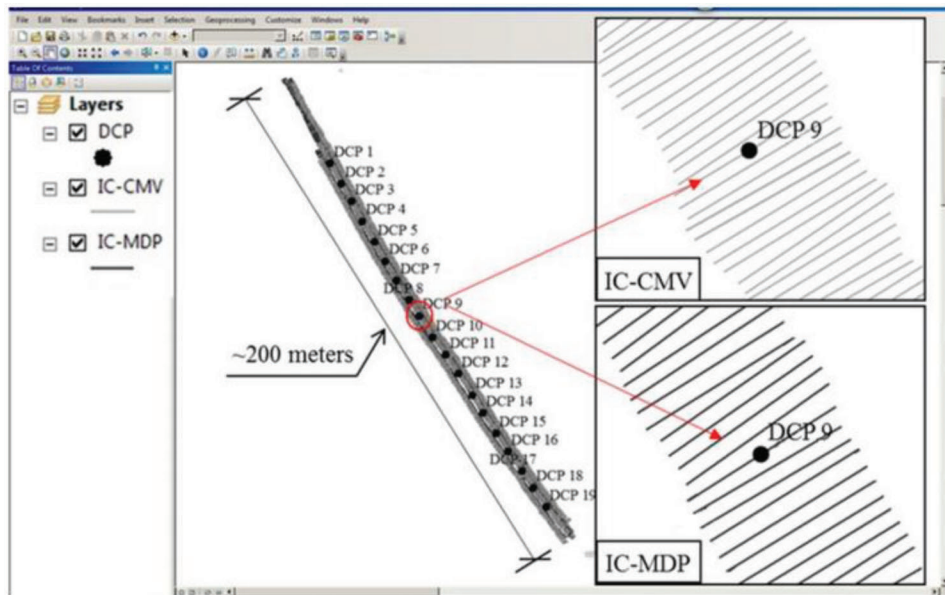 File Edit View Bookmarks Insert Selection Geoprocessing Customize Windows Help
Table Of Contents
Layers
DCP
IC-CMV
IC-MDP
DCP 1
DCP 2
DCP 3
DCP 4
DCP 5
DCP 6
DCP 7
DCP 8
DCP 9
DCP 10
DCP 11
DCP 12
DCP 13
DCP 14
DCP 15
DCP 16
DCP 17
DCP 18
DCP 19
~200 meters
DCP 9
IC-CMV
DCP 9
IC-MDP